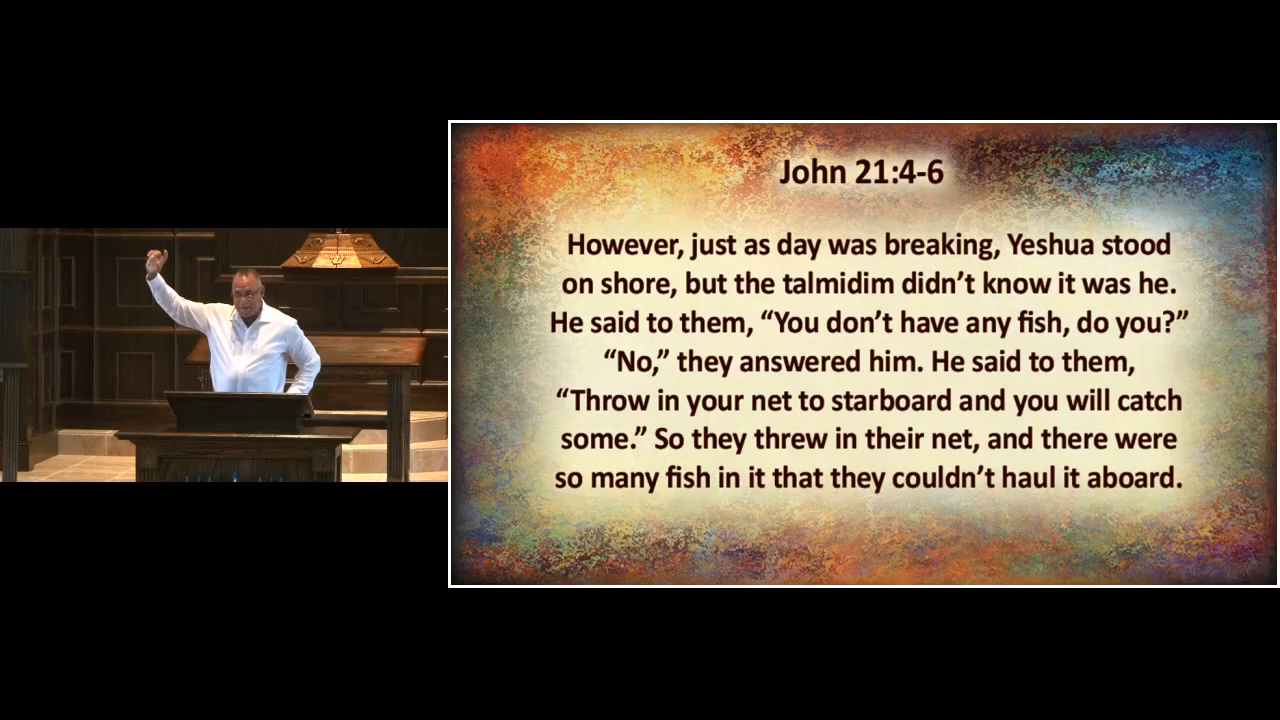 John 21:4-6
However, just as day was breaking, Yeshua stood
on shore, but the talmidim didn’t know it was he.
He said to them, “You don’t have any fish, do you?”
“No,” they answered him. He said to them,
“Throw in your net to starboard and you will catch
some.” So they threw in their net, and there were
so many fish in it that they couldn’t haul it aboard.